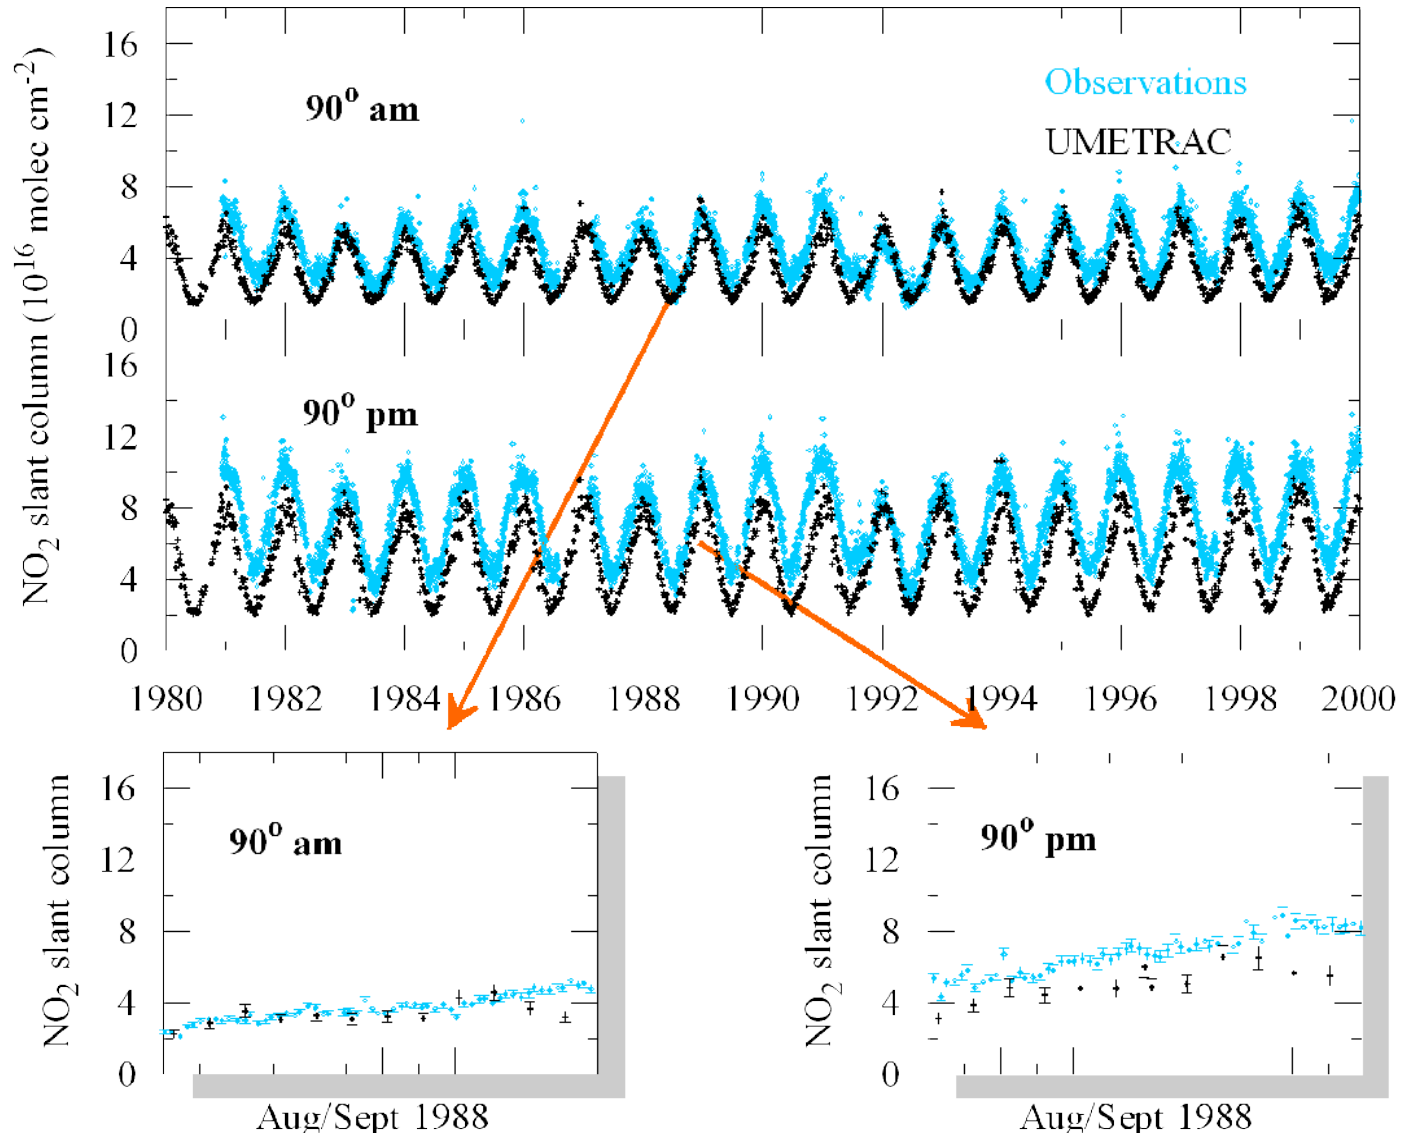 NO2 slant column (10^16 molec cm^-2)
16
12
8
4
0
90° am
Observations
UMETRAC
16
12
8
4
0
90° pm
1980 1982 1984 1986 1988 1990 1992 1994 1996 1998 2000
NO2 slant column
16
12
8
4
0
90° am
Aug/Sept 1988
NO2 slant column
16
12
8
4
0
90° pm
Aug/Sept 1988